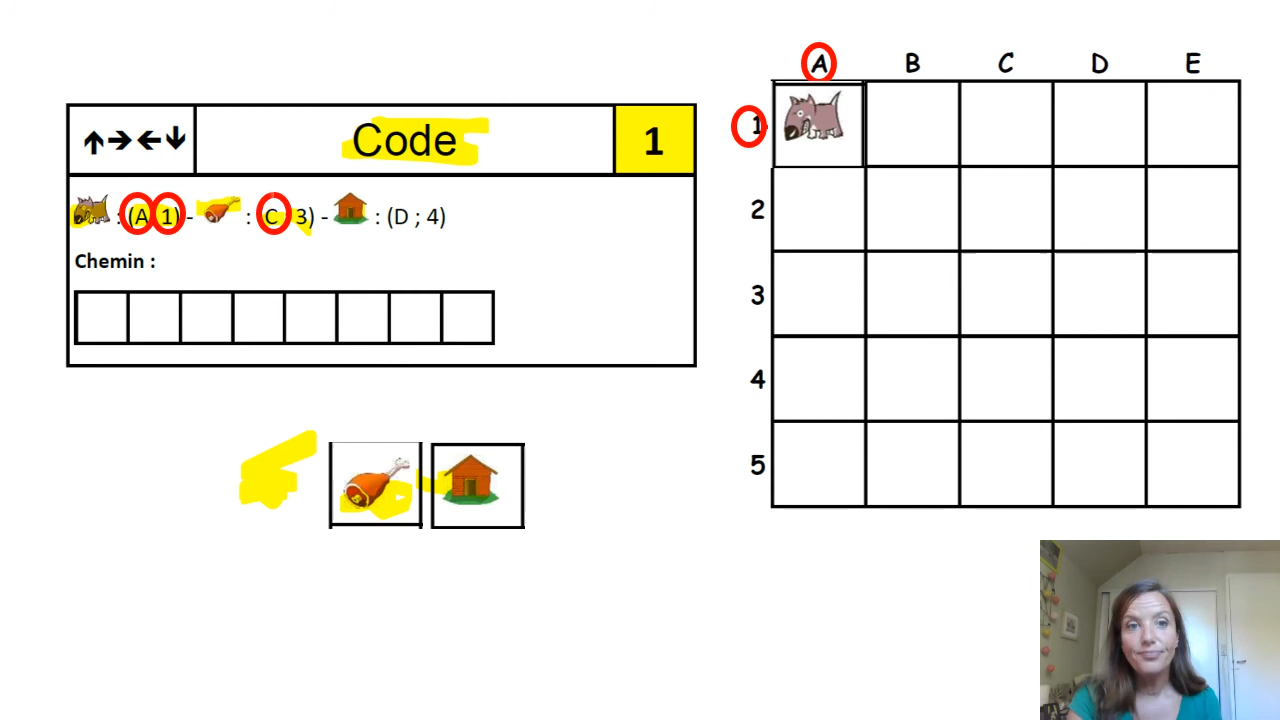 ↑→←↓ Code 1
: (A 1) - : C 3) - : (D ; 4)
Chemin :
A B C D E
1
2
3
4
5